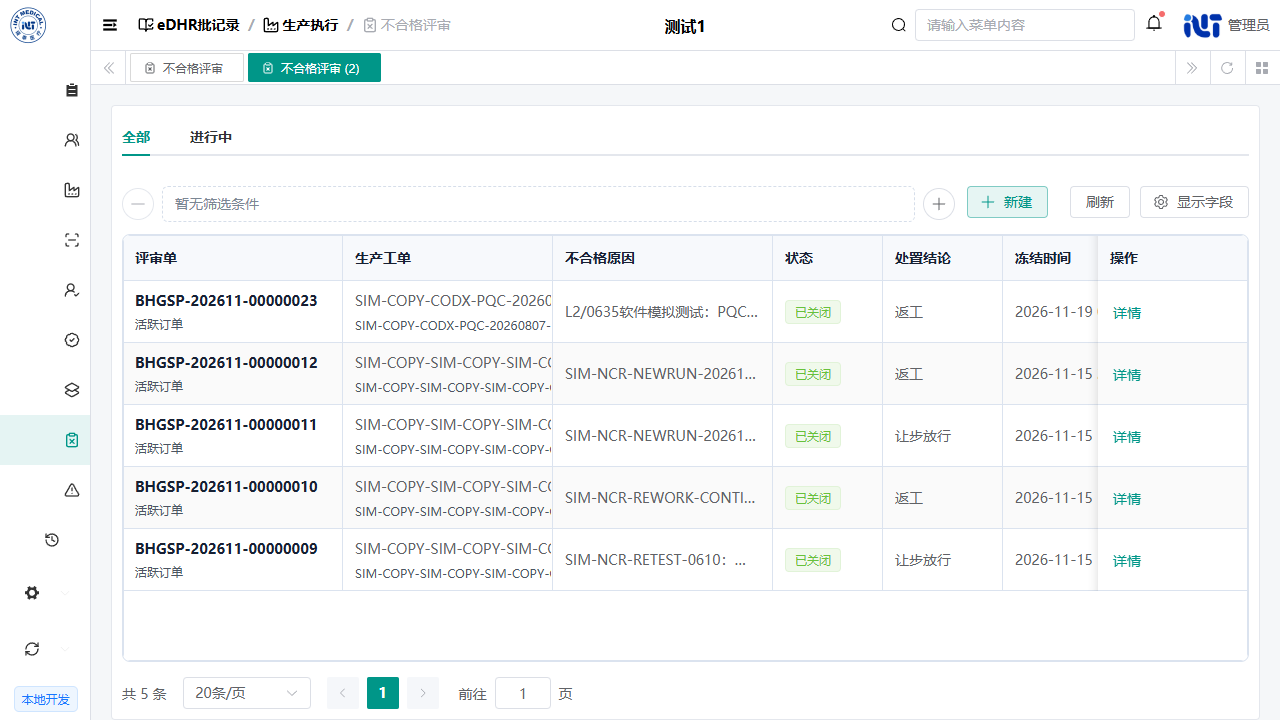 eDHR批记录 / 生产执行 / 不合格评审
测试1
请输入菜单内容
管理员
不合格评审
不合格评审 (2)
全部
进行中
暂无筛选条件
新建
刷新
显示字段
评审单
生产工单
不合格原因
状态
处置结论
冻结时间
操作
BHGSP-202611-00000023
活跃订单
SIM-COPY-CODX-PQC-20260
SIM-COPY-CODX-PQC-20260807-
L2/0635软件模拟测试：PQC...
已关闭
返工
2026-11-19
详情
BHGSP-202611-00000012
活跃订单
SIM-COPY-SIM-COPY-SIM-CO
SIM-COPY-SIM-COPY-SIM-COPY-
SIM-NCR-NEWRUN-20261...
已关闭
返工
2026-11-15
详情
BHGSP-202611-00000011
活跃订单
SIM-COPY-SIM-COPY-SIM-CO
SIM-COPY-SIM-COPY-SIM-COPY-
SIM-NCR-NEWRUN-20261...
已关闭
让步放行
2026-11-15
详情
BHGSP-202611-00000010
活跃订单
SIM-COPY-SIM-COPY-SIM-CO
SIM-COPY-SIM-COPY-SIM-COPY-
SIM-NCR-REWORK-CONTI...
已关闭
返工
2026-11-15
详情
BHGSP-202611-00000009
活跃订单
SIM-COPY-SIM-COPY-SIM-CO
SIM-COPY-SIM-COPY-SIM-COPY-
SIM-NCR-RETEST-0610：...
已关闭
让步放行
2026-11-15
详情
共 5 条
20条/页
1
前往 1 页
本地开发